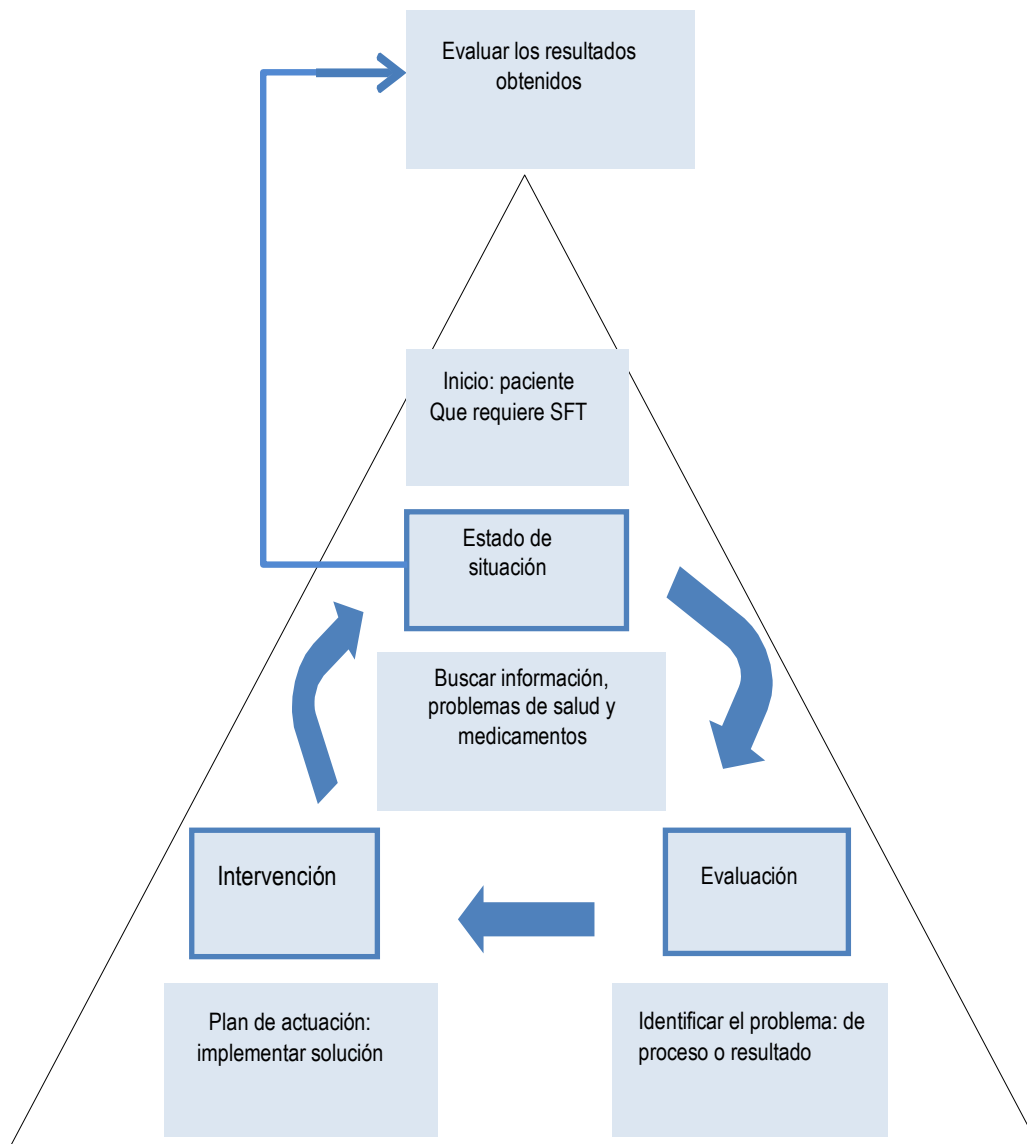 Evaluar los resultados
obtenidos
Inicio: paciente
Que requiere SFT
Estado de
situación
Buscar información,
problemas de salud y
medicamentos
Intervención
Evaluación
Plan de actuación:
implementar solución
Identificar el problema: de
proceso o resultado